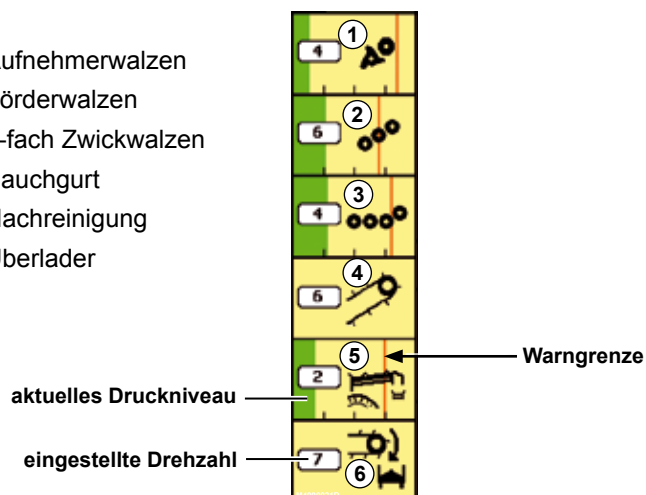 ufnehmerwalzen
örderwalzen
-fach Zwickwalzen
auchgurt
achreinigung
berlader
4 1
6 2
4 3
6 4
2 5
7 6
Warngrenze
aktuelles Druckniveau
eingestellte Drehzahl